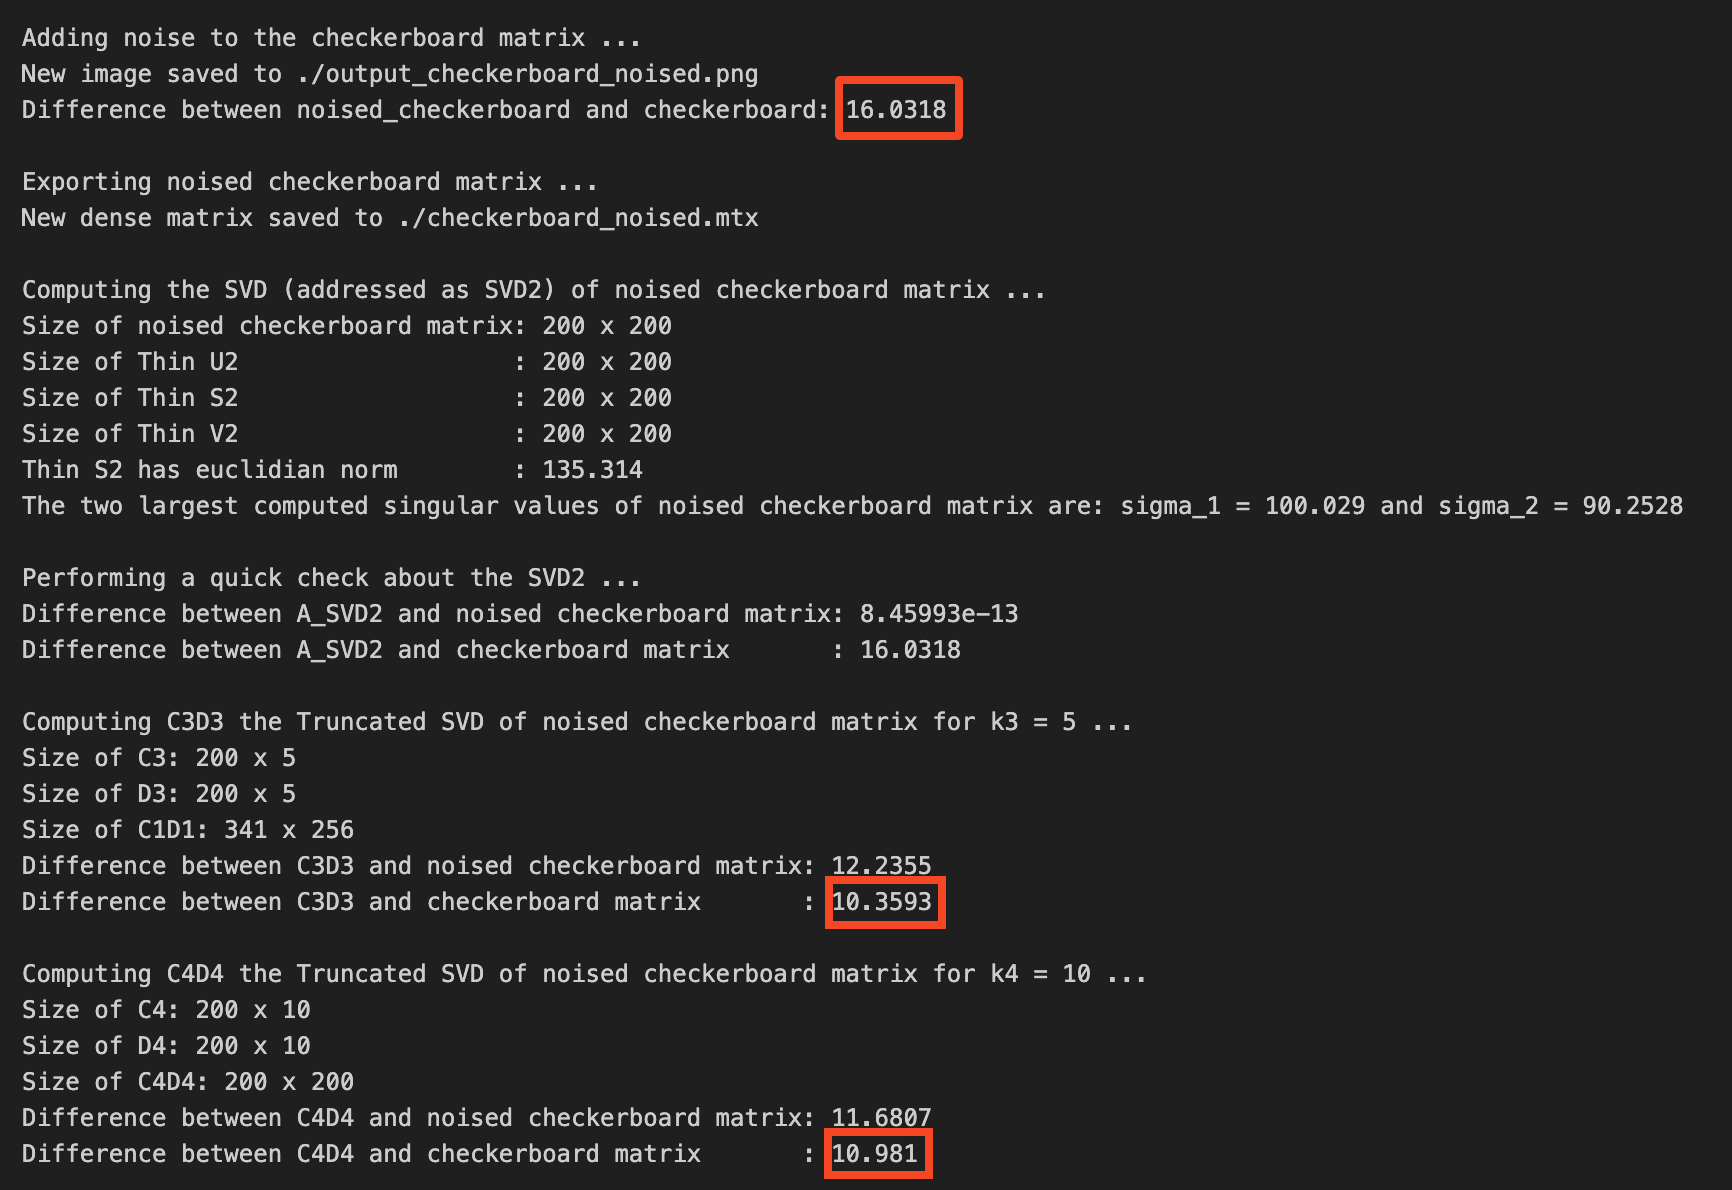 Adding noise to the checkerboard matrix ...
New image saved to ./output_checkerboard_noised.png
Difference between noised_checkerboard and checkerboard: 16.0318
Exporting noised checkerboard matrix ...
New dense matrix saved to ./checkerboard_noised.mtx
Computing the SVD (addressed as SVD2) of noised checkerboard matrix ...
Size of noised checkerboard matrix: 200 x 200
Size of Thin U2                   : 200 x 200
Size of Thin S2                   : 200 x 200
Size of Thin V2                   : 200 x 200
Thin S2 has euclidian norm        : 135.314
The two largest computed singular values of noised checkerboard matrix are: sigma_1 = 100.029 and sigma_2 = 90.2528
Performing a quick check about the SVD2 ...
Difference between A_SVD2 and noised checkerboard matrix: 8.45993e-13
Difference between A_SVD2 and checkerboard matrix       : 16.0318
Computing C3D3 the Truncated SVD of noised checkerboard matrix for k3 = 5 ...
Size of C3: 200 x 5
Size of D3: 200 x 5
Size of C1D1: 341 x 256
Difference between C3D3 and noised checkerboard matrix: 12.2355
Difference between C3D3 and checkerboard matrix       : 10.3593
Computing C4D4 the Truncated SVD of noised checkerboard matrix for k4 = 10 ...
Size of C4: 200 x 10
Size of D4: 200 x 10
Size of C4D4: 200 x 200
Difference between C4D4 and noised checkerboard matrix: 11.6807
Difference between C4D4 and checkerboard matrix       : 10.981